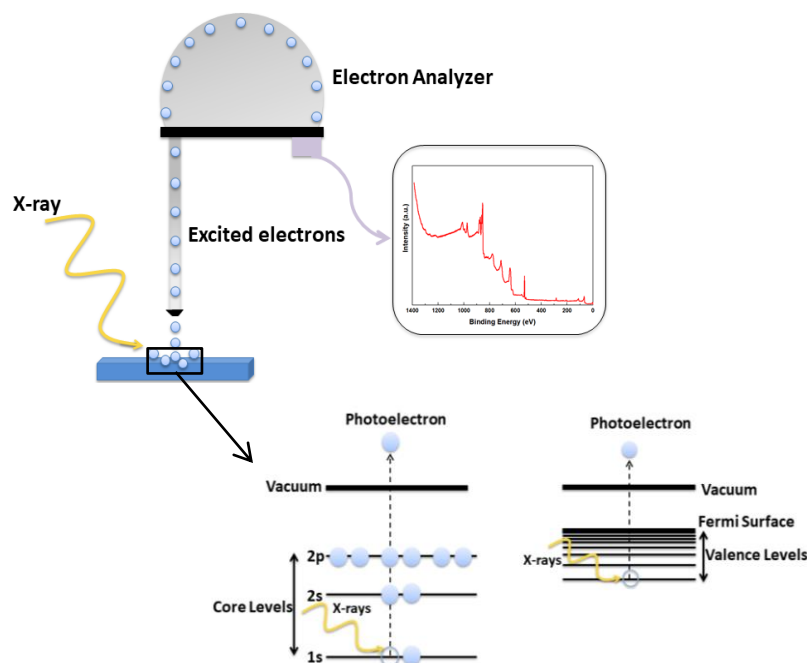 Electron Analyzer
X-ray
Excited electrons
Intensity (a.u.)
1400 1200 1000 800 600 400 200 0
Binding Energy (eV)
Photoelectron
Vacuum
2p
Core Levels
2s
X-rays
1s
Photoelectron
Vacuum
Fermi Surface
X-rays
Valence Levels